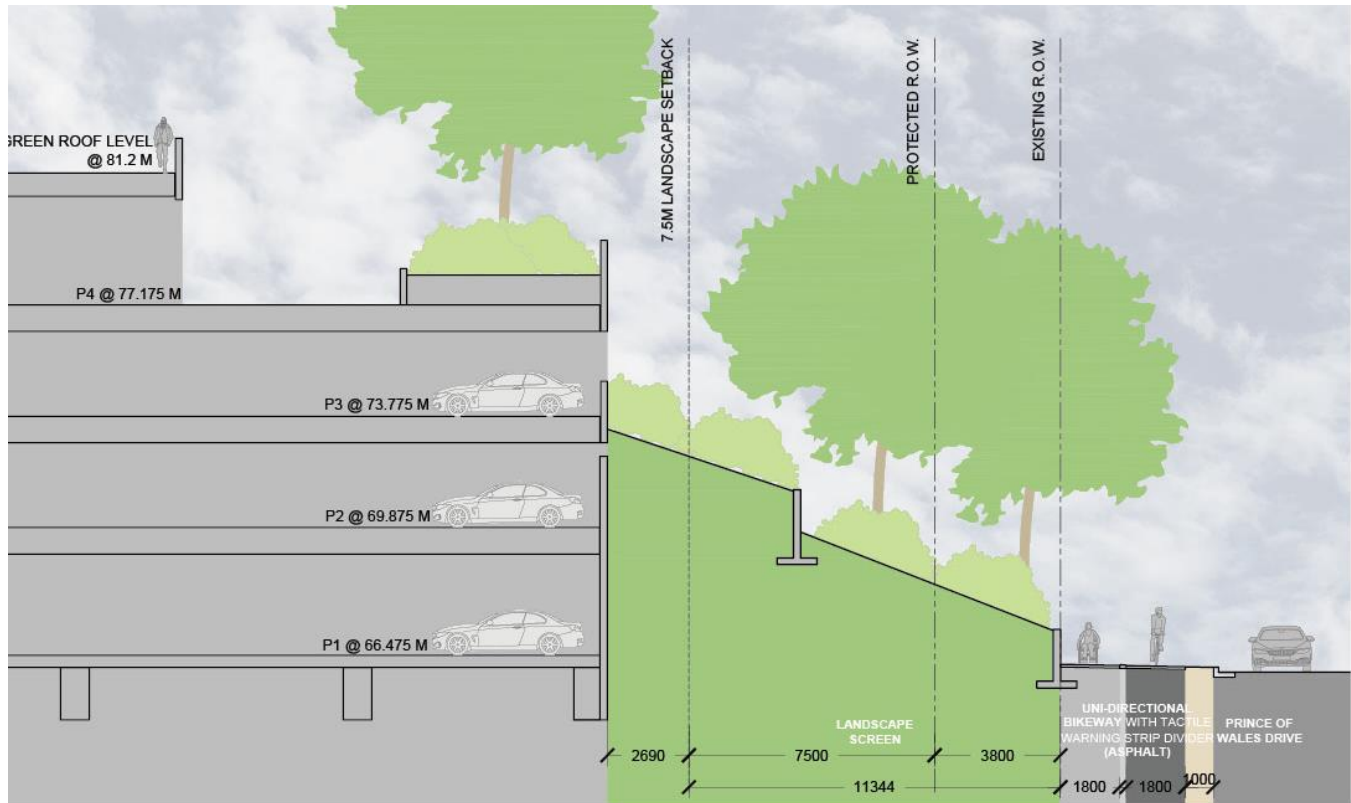 GREEN ROOF LEVEL
@ 81.2 M
P4 @ 77.175 M
P3 @ 73.775 M
P2 @ 69.875 M
P1 @ 66.475 M
7.5M LANDSCAPE SETBACK
PROTECTED R.O.W.
EXISTING R.O.W.
LANDSCAPE
SCREEN
UNI-DIRECTIONAL
BIKEWAY WITH TACTILE
WARNING STRIP DIVIDER
(ASPHALT)
PRINCE OF
WALES DRIVE
2690
7500
3800
11344
1800
1800
1000